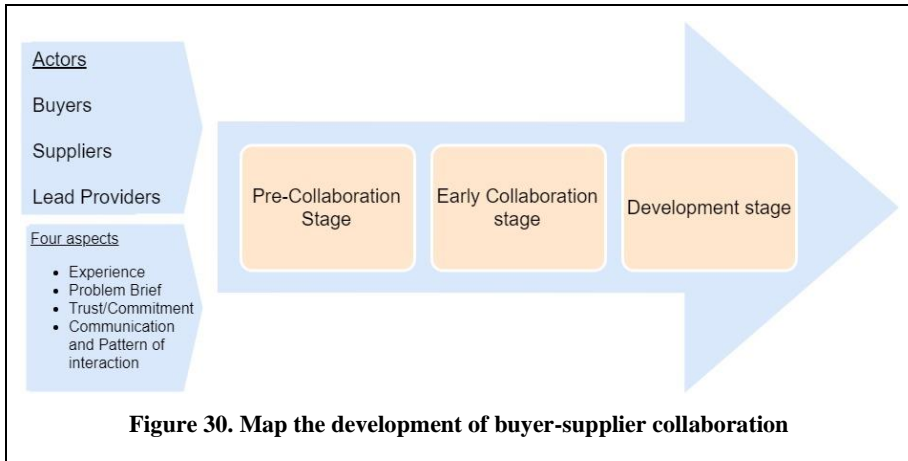 Actors
Buyers
Suppliers
Lead Providers
Four aspects
• Experience
• Problem Brief
• Trust/Commitment
• Communication
and Pattern of
interaction
Pre-Collaboration
Stage
Early Collaboration
stage
Development stage
Figure 30. Map the development of buyer-supplier collaboration